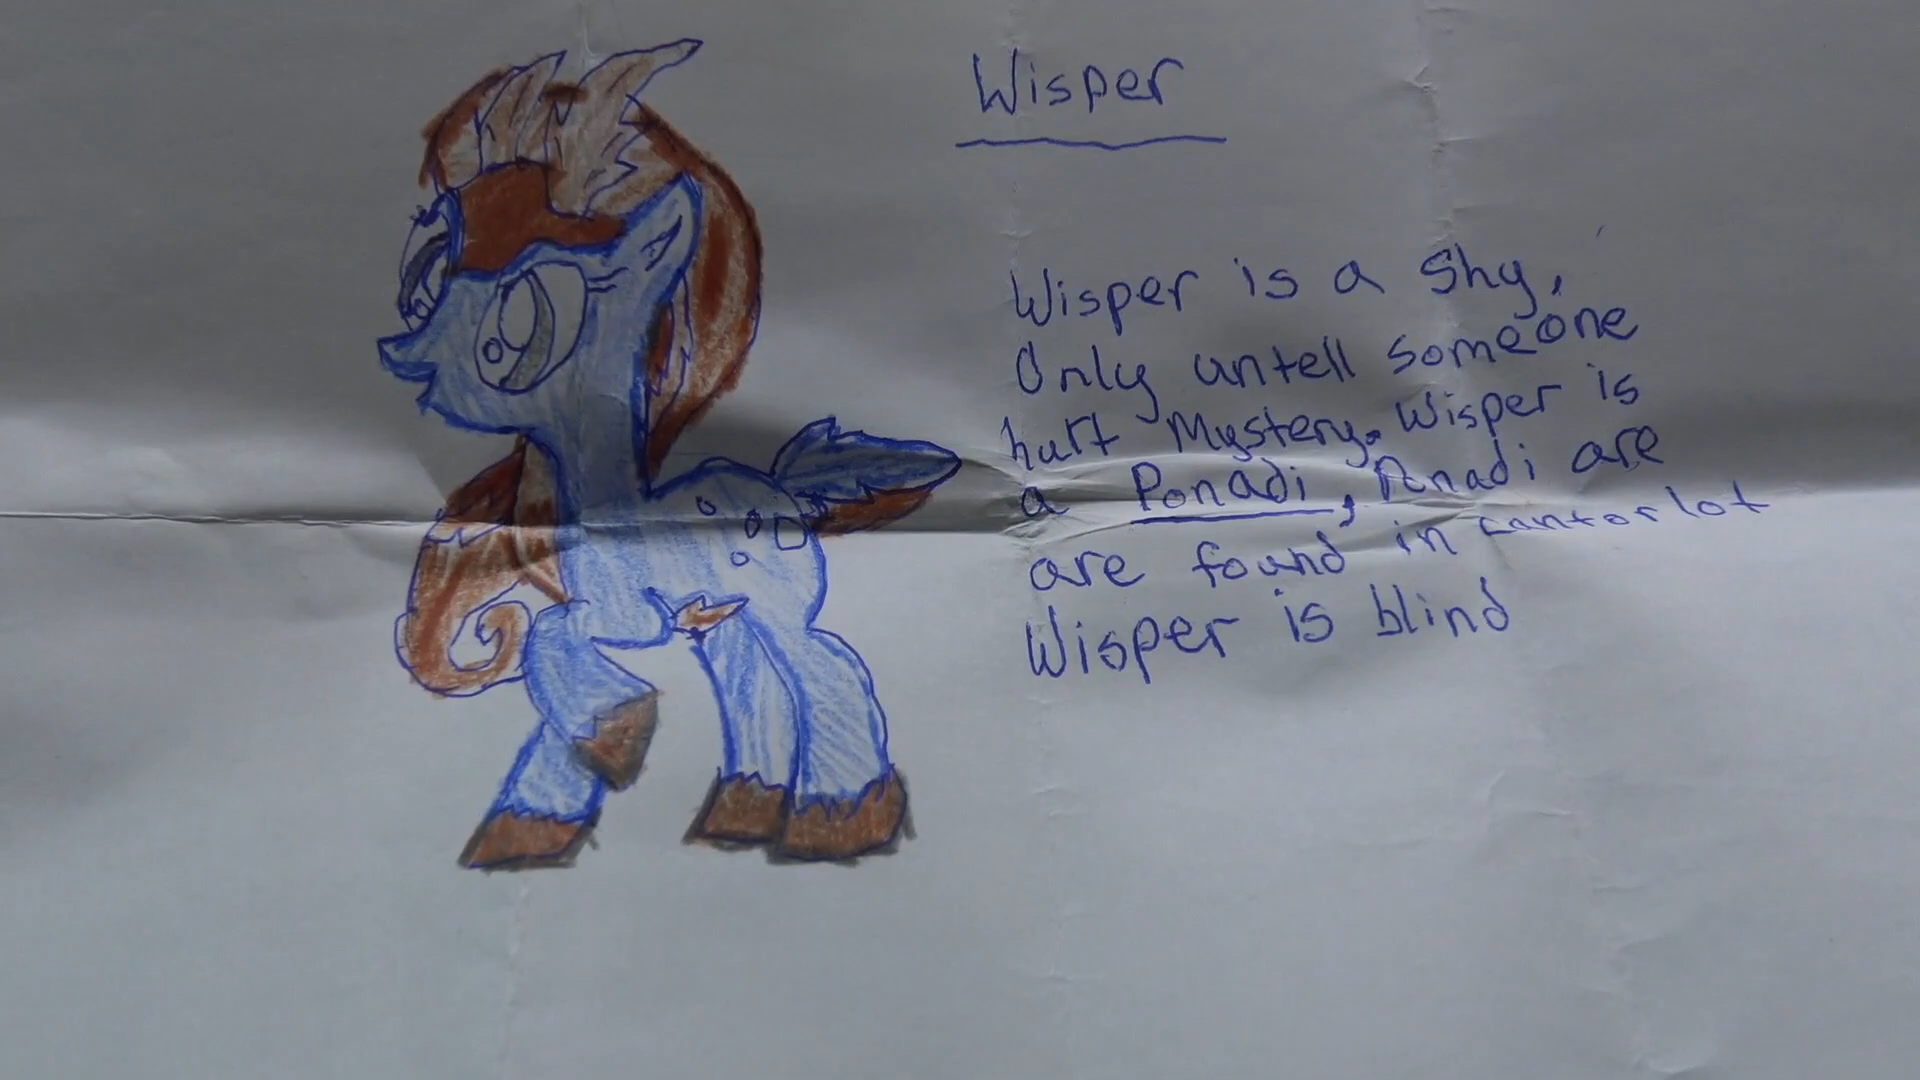 Wisper
Wisper is a Shy,
Only untell someone
hurt Mystery. Wisper is
a Ponadi, Ponadi are
are found in cantorlot
Wisper is blind